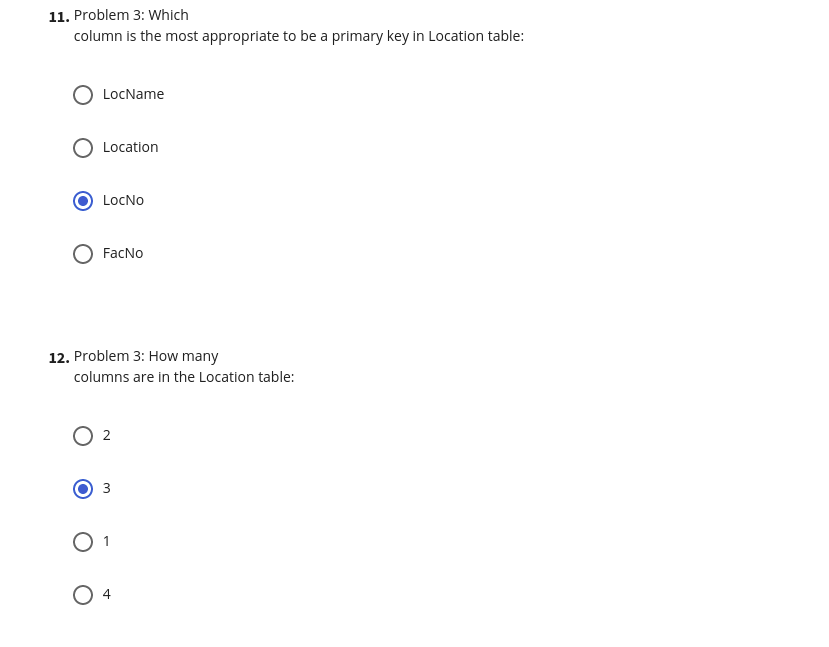 11. Problem 3: Which
column is the most appropriate to be a primary key in Location table:
LocName
Location
LocNo
FacNo
12. Problem 3: How many
columns are in the Location table:
2
3
1
4